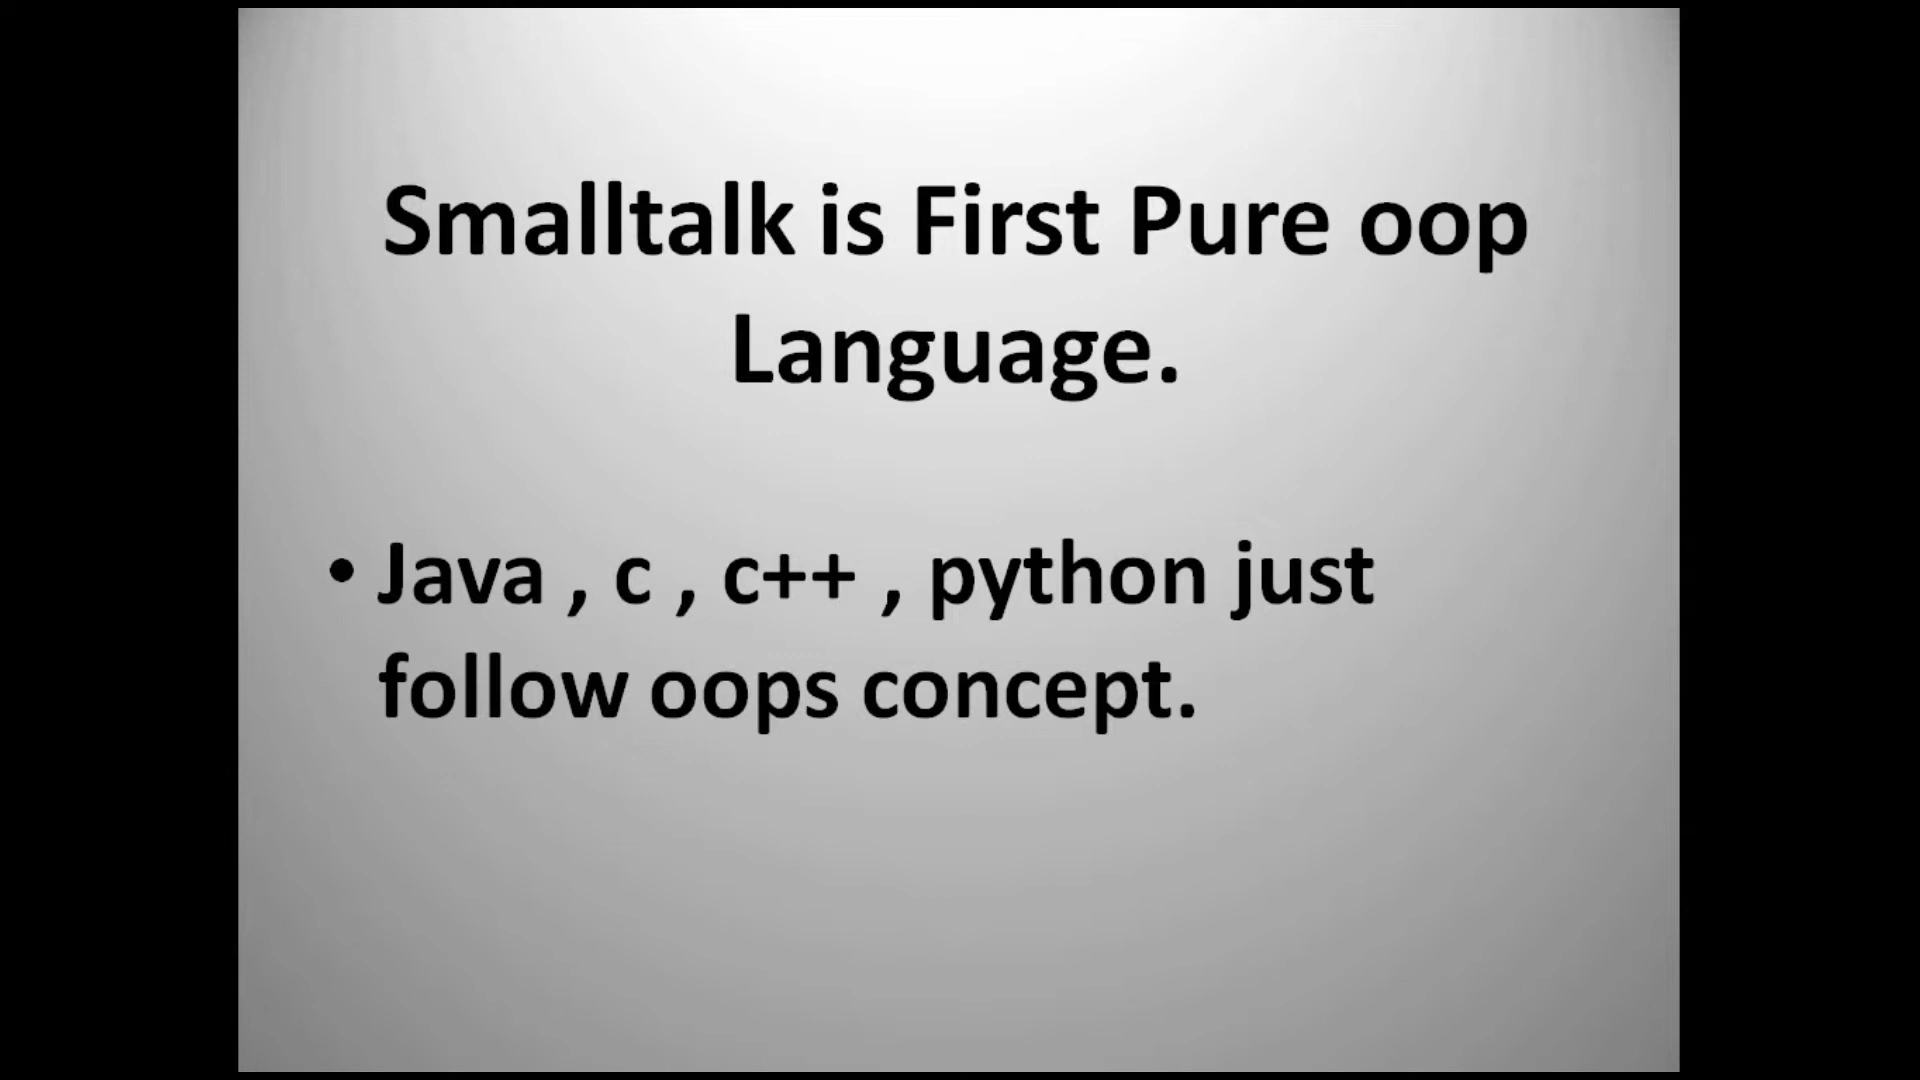 Smalltalk is First Pure oop
Language.
• Java , c , c++ , python just
follow oops concept.